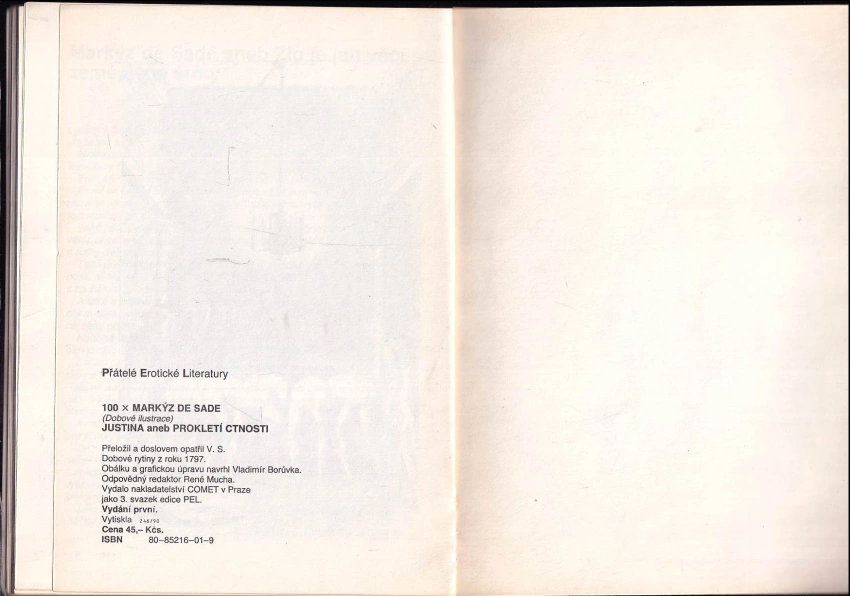 Přátelé Erotické Literatury
100 × MARKÝZ DE SADE
(Dobové ilustrace)
JUSTINA aneb PROKLETÍ CTNOSTI
Přeložil a doslovem opatřil V. S.
Dobové rytiny z roku 1797.
Obálku a grafickou úpravu navrhl Vladimír Borůvka.
Odpovědný redaktor René Mucha.
Vydalo nakladatelství COMET v Praze
jako 3. svazek edice PEL.
Vydání první.
Vytiskla 246/90
Cena 45,– Kčs.
ISBN 80–85216–01–9